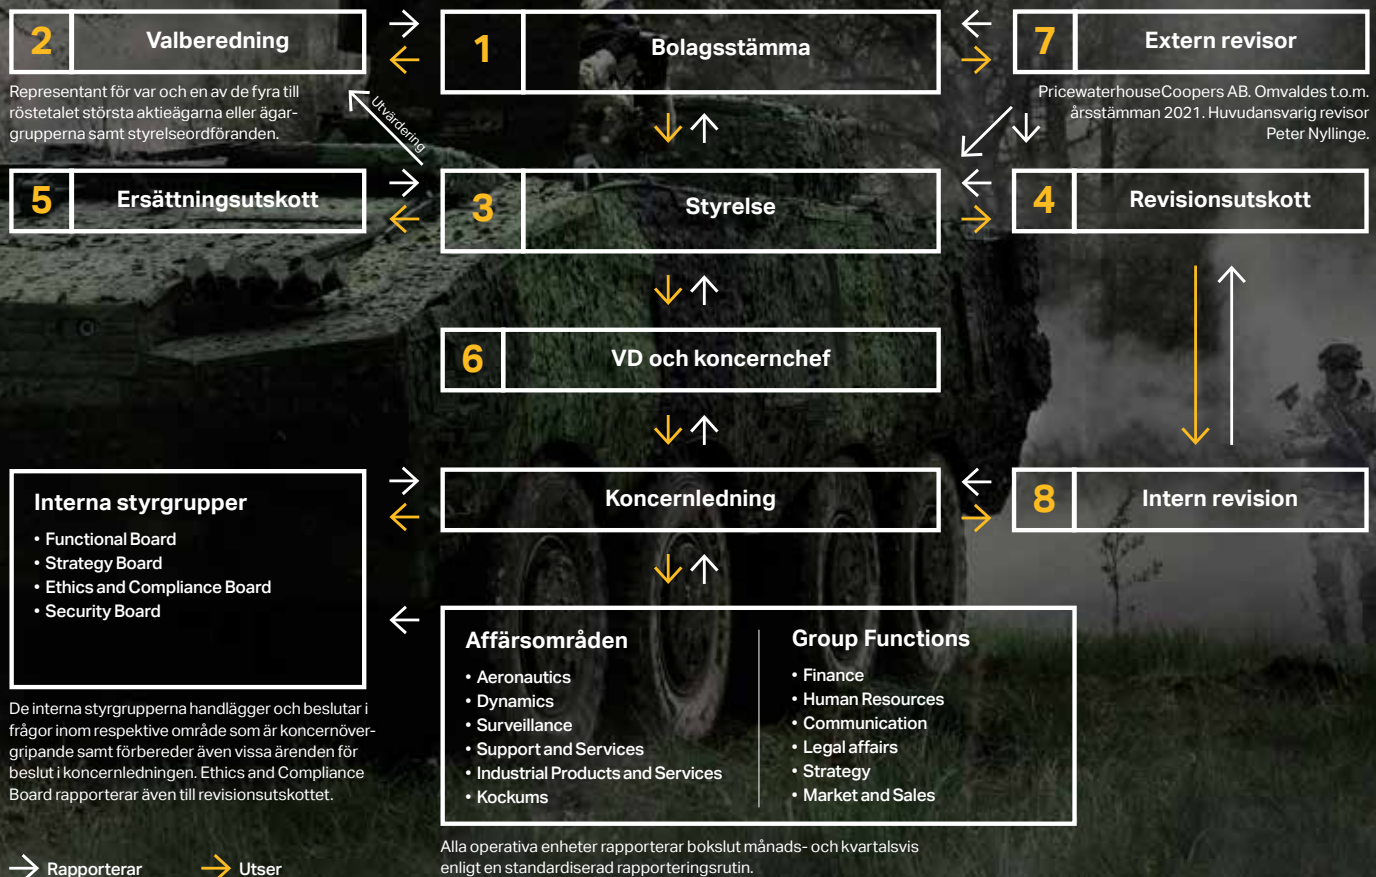 2 Valberedning
Representant för var och en av de fyra till
röstetalet största aktieägarna eller ägar-
grupperna samt styrelseordföranden.
1 Bolagsstämma
7 Extern revisor
PricewaterhouseCoopers AB. Omvaldes t.o.m.
årsstämman 2021. Huvudansvarig revisor
Peter Nyllinge.
Utvärdering
5 Ersättningsutskott
3 Styrelse
4 Revisionsutskott
6 VD och koncernchef
Koncernledning
8 Intern revision
Interna styrgrupper
• Functional Board
• Strategy Board
• Ethics and Compliance Board
• Security Board
De interna styrgrupperna handlägger och beslutar i
frågor inom respektive område som är koncernöver-
gripande samt förbereder även vissa ärenden för
beslut i koncernledningen. Ethics and Compliance
Board rapporterar även till revisionsutskottet.
Affärsområden
• Aeronautics
• Dynamics
• Surveillance
• Support and Services
• Industrial Products and Services
• Kockums
Group Functions
• Finance
• Human Resources
• Communication
• Legal affairs
• Strategy
• Market and Sales
Alla operativa enheter rapporterar bokslut månads- och kvartalsvis
enligt en standardiserad rapporteringsrutin.
Rapporterar
Utser